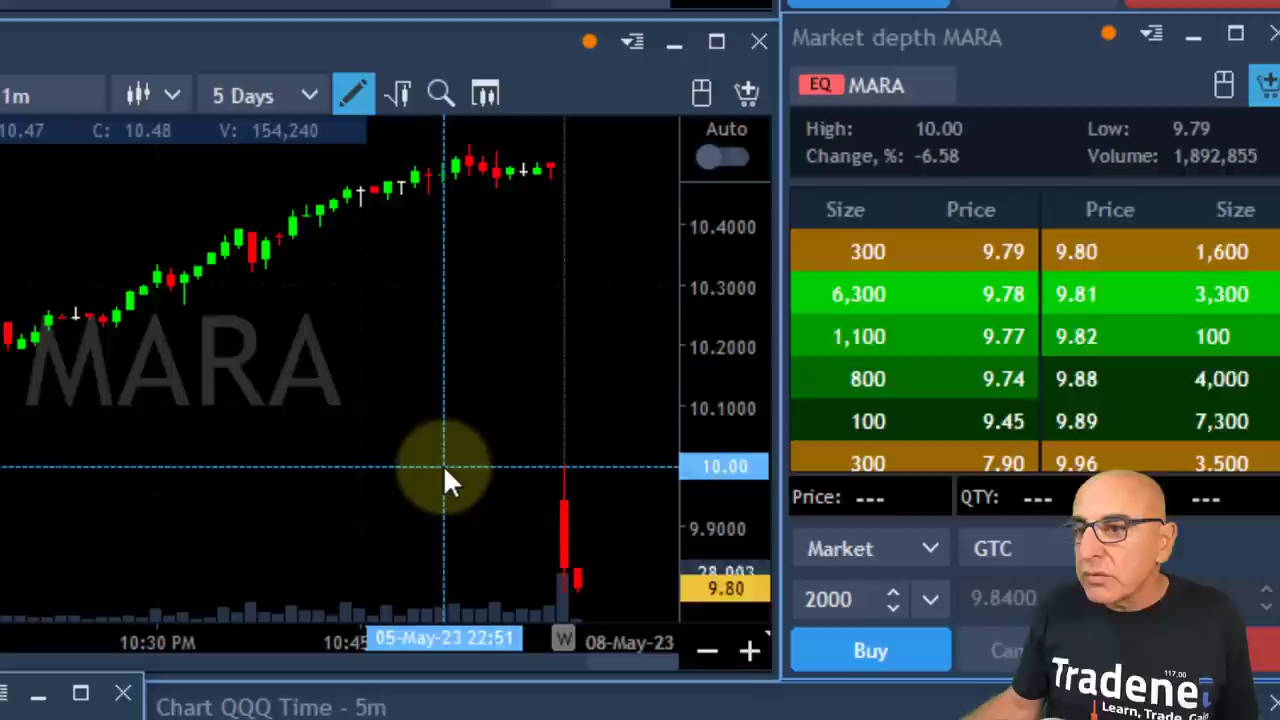 Market depth MARA
1m
5 Days
EQ MARA
10.47 C: 10.48 V: 154,240
Auto
High: 10.00 Low: 9.79
Change, %: -6.58 Volume: 1,892,855
Size Price Price Size
300 9.79 9.80 1,600
6,300 9.78 9.81 3,300
1,100 9.77 9.82 100
800 9.74 9.88 4,000
100 9.45 9.89 7,300
300 7.90 9.96 3,500
10.4000
10.3000
10.2000
10.1000
10.00
9.9000
28,003
9.80
MARA
Price: --- QTY: --- ---
Market GTC
2000 9.8400
Buy
10:30 PM 10:45 05-May-23 22:51 W 08-May-23
Chart QQQ Time - 5m
117.00
Tradene
Learn, Trade,